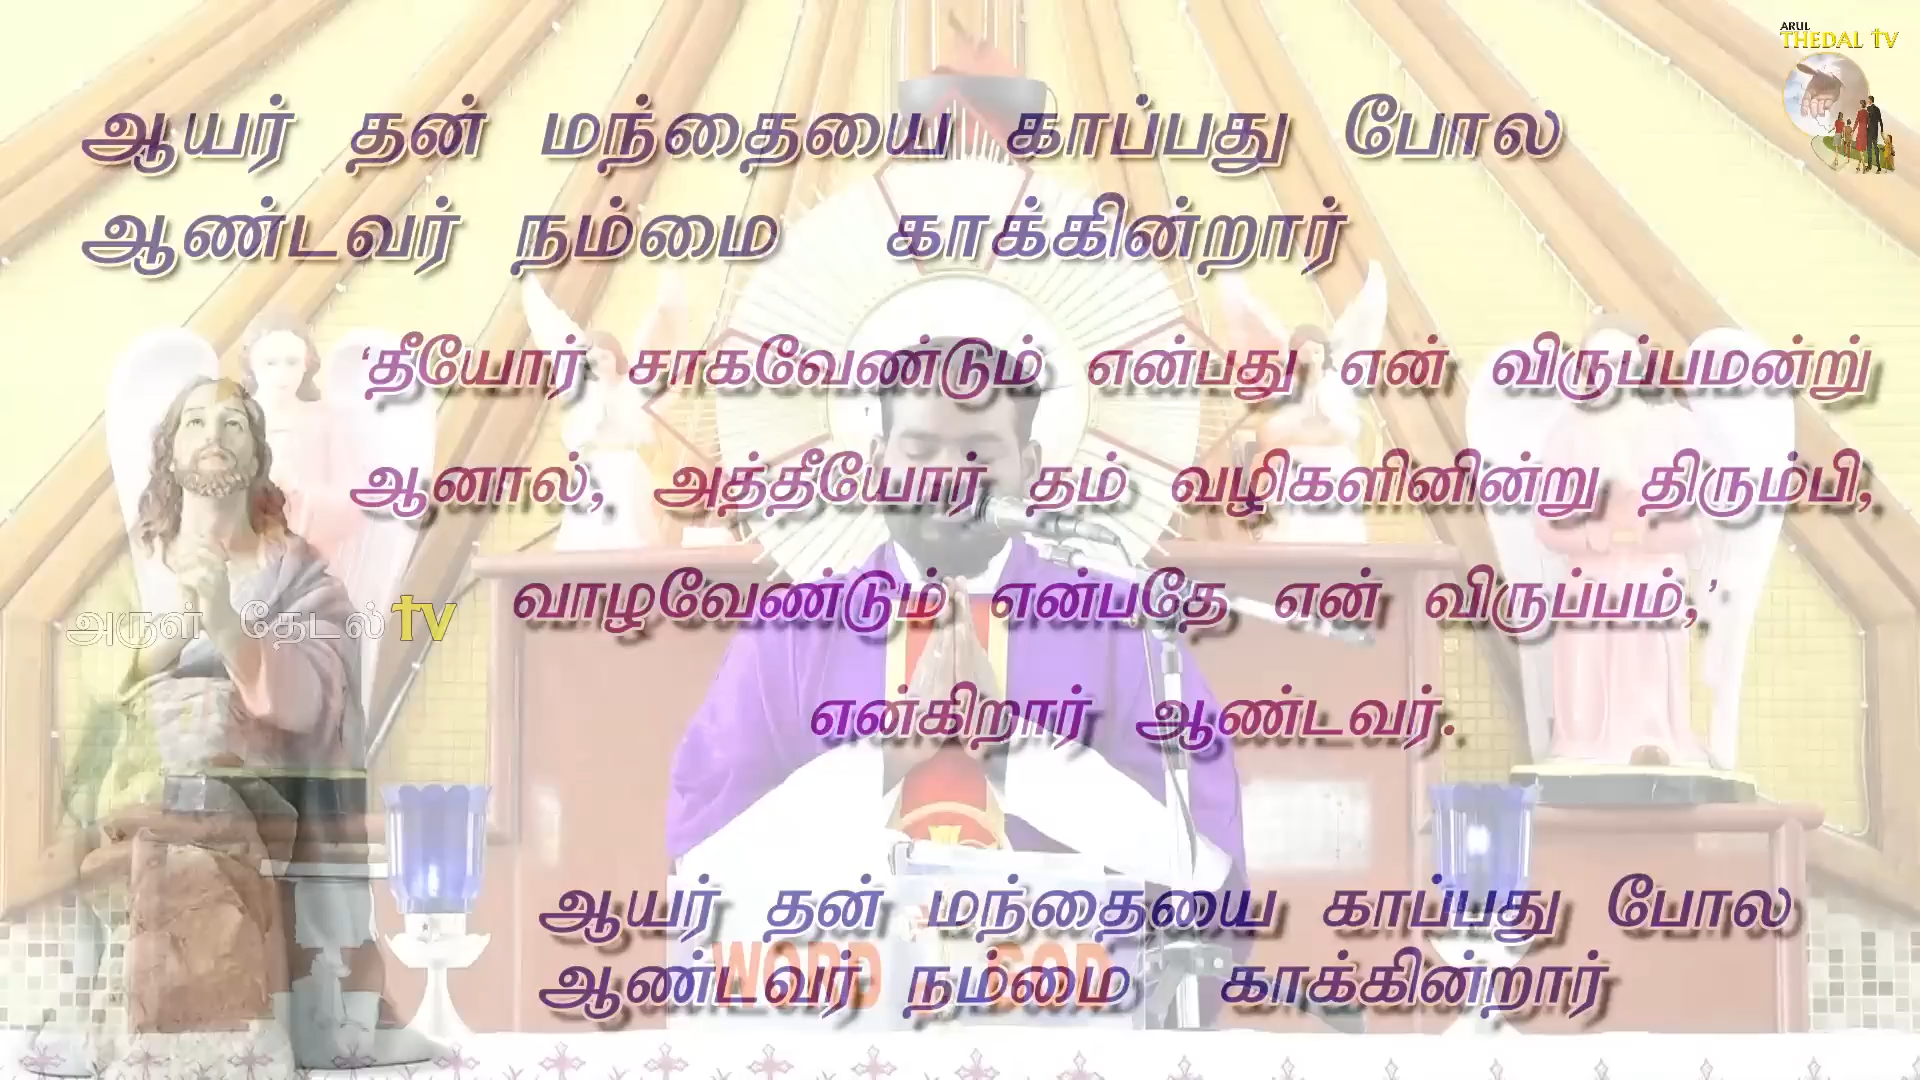 ARUL
THEDAL TV
ஆயர் தன் மந்தையை காப்பது போல
ஆண்டவர் நம்மை காக்கின்றார்
‘தீயோர் சாகவேண்டும் என்பது என் விருப்பமன்று
ஆனால், அத்தீயோர் தம் வழிகளினின்று திரும்பி,
வாழவேண்டும் என்பதே என் விருப்பம்,’
அருள் தேடல் TV
என்கிறார் ஆண்டவர்.
ஆயர் தன் மந்தையை காப்பது போல
ஆண்டவர் நம்மை காக்கின்றார்
WORD GOD